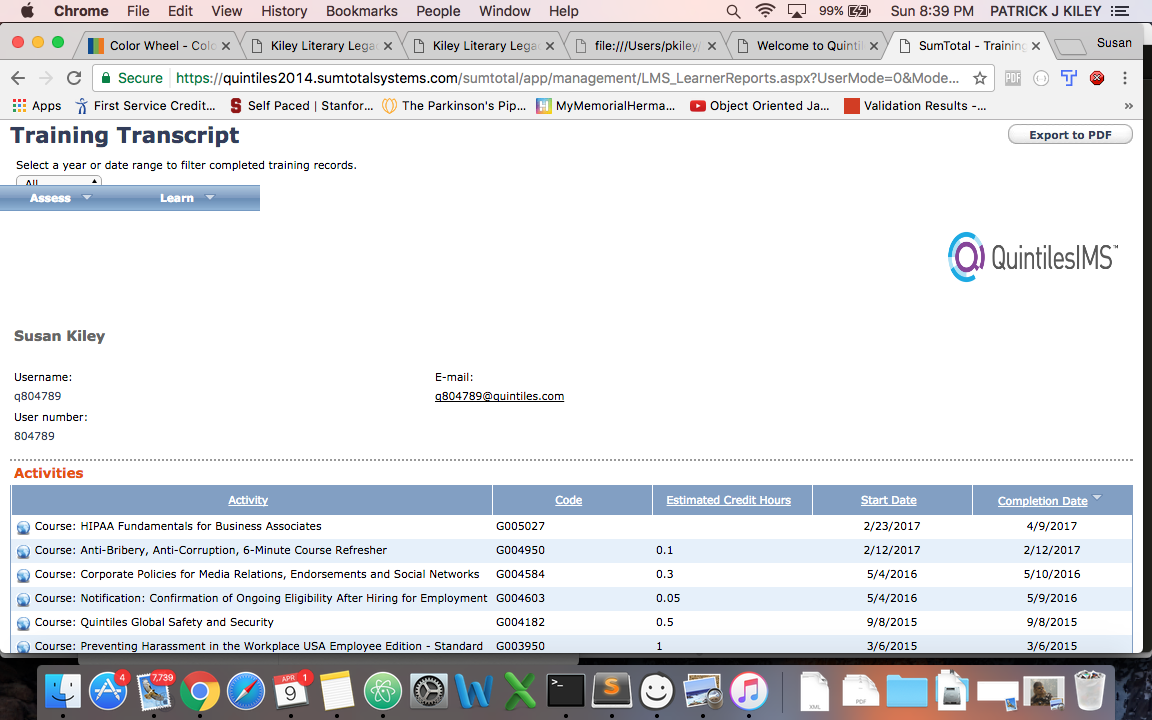 Chrome File Edit View History Bookmarks People Window Help 99% Sun 8:39 PM PATRICK J KILEY
Color Wheel - Colo Kiley Literary Lega Kiley Literary Lega file:///Users/pkiley/ Welcome to Quintil SumTotal - Training Susan
Secure https://quintiles2014.sumtotalsystems.com/sumtotal/app/management/LMS_LearnerReports.aspx?UserMode=0&Mode...
Apps First Service Credit... Self Paced | Stanfor... The Parkinson's Pip... MyMemorialHerma... Object Oriented Ja... Validation Results -... »
Training Transcript
Export to PDF
Select a year or date range to filter completed training records.
All
Assess Learn
QuintilesIMS™
Susan Kiley
Username: E-mail:
q804789 q804789@quintiles.com
User number:
804789
Activities
Activity Code Estimated Credit Hours Start Date Completion Date
Course: HIPAA Fundamentals for Business Associates G005027 2/23/2017 4/9/2017
Course: Anti-Bribery, Anti-Corruption, 6-Minute Course Refresher G004950 0.1 2/12/2017 2/12/2017
Course: Corporate Policies for Media Relations, Endorsements and Social Networks G004584 0.3 5/4/2016 5/10/2016
Course: Notification: Confirmation of Ongoing Eligibility After Hiring for Employment G004603 0.05 5/4/2016 5/9/2016
Course: Quintiles Global Safety and Security G004182 0.5 9/8/2015 9/8/2015
Course: Preventing Harassment in the Workplace USA Employee Edition - Standard G003950 1 3/6/2015 3/6/2015
4 7,739 APR 9 1 XML PDF